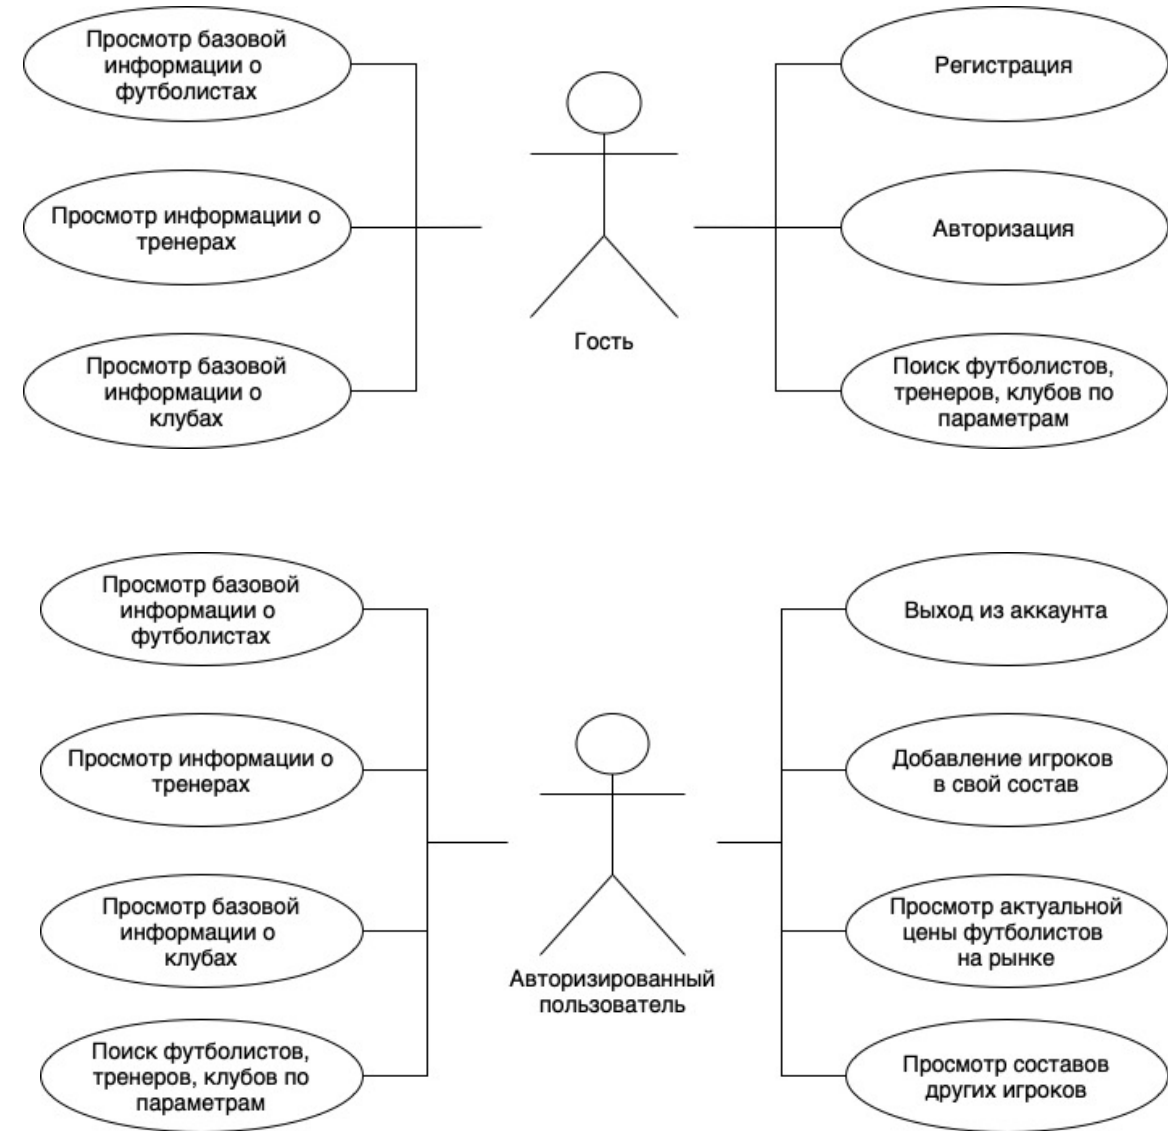 Просмотр базовой
информации о
футболистах
Регистрация
Просмотр информации о
тренерах
Авторизация
Гость
Просмотр базовой
информации о
клубах
Поиск футболистов,
тренеров, клубов по
параметрам
Просмотр базовой
информации о
футболистах
Выход из аккаунта
Просмотр информации о
тренерах
Добавление игроков
в свой состав
Просмотр базовой
информации о
клубах
Просмотр актуальной
цены футболистов
на рынке
Авторизированный
пользователь
Поиск футболистов,
тренеров, клубов по
параметрам
Просмотр составов
других игроков